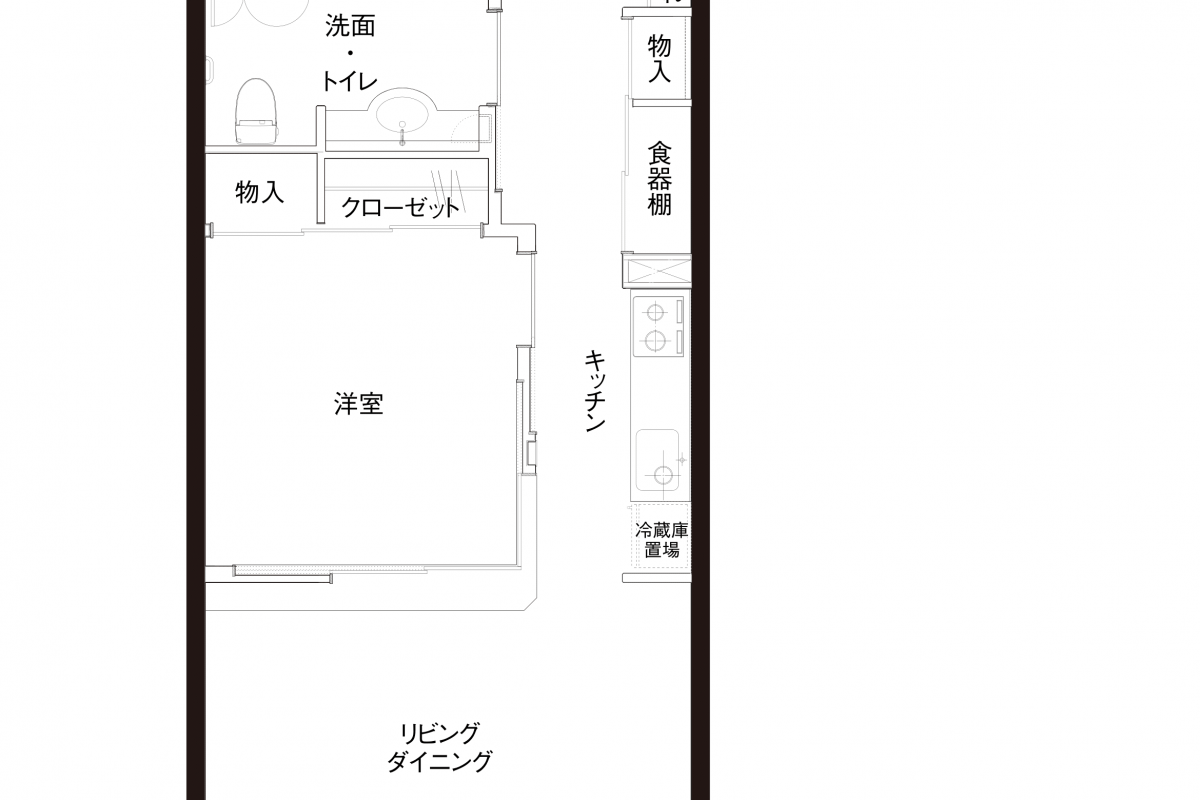 洗面
・
トイレ
物入
食器棚
物入
クローゼット
キッチン
洋室
冷蔵庫
置場
リビング
ダイニング